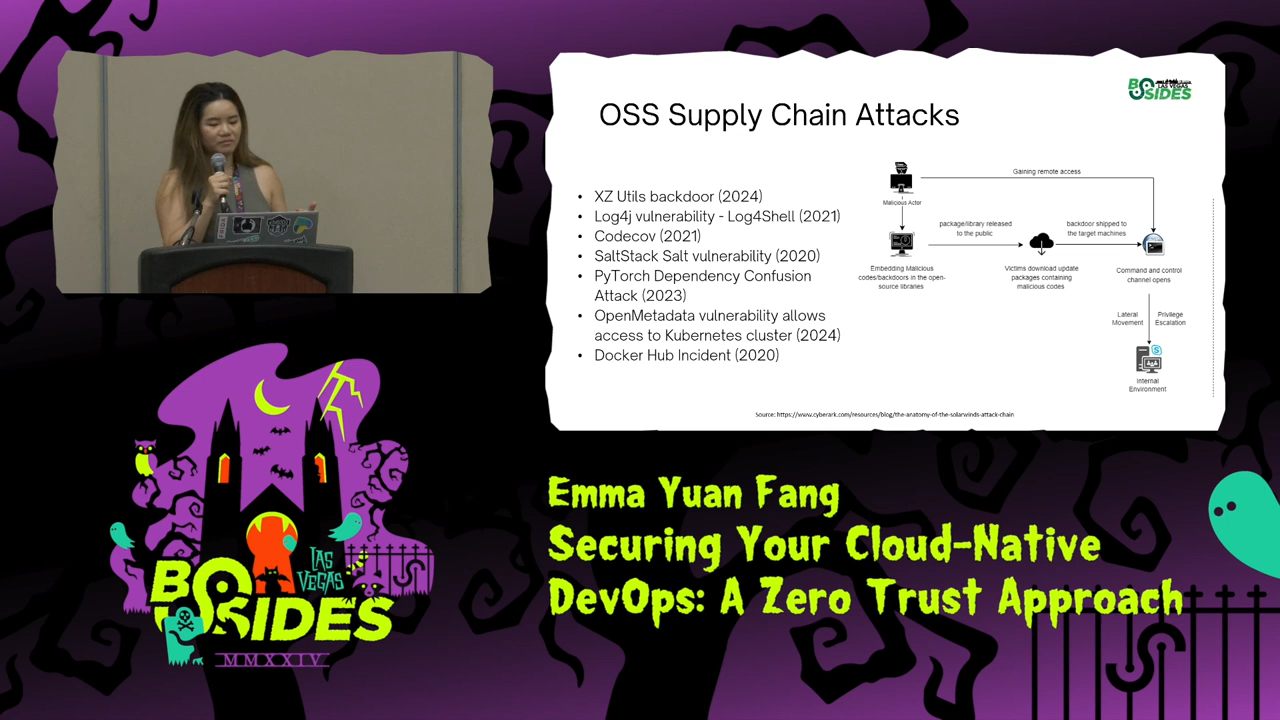 BSIDES
LAS VEGAS
OSS Supply Chain Attacks
• XZ Utils backdoor (2024)
• Log4j vulnerability - Log4Shell (2021)
• Codecov (2021)
• SaltStack Salt vulnerability (2020)
• PyTorch Dependency Confusion
Attack (2023)
• OpenMetadata vulnerability allows
access to Kubernetes cluster (2024)
• Docker Hub Incident (2020)
Gaining remote access
Malicious Actor
package/library released
to the public
backdoor shipped to
the target machines
Embedding Malicious
codes/backdoors in the open-
source libraries
Victims download update
packages containing
malicious codes
Command and control
channel opens
Lateral
Movement
Privilege
Escalation
Internal
Environment
Source: https://www.cyberark.com/resources/blog/the-anatomy-of-the-solarwinds-attack-chain
Emma Yuan Fang
Securing Your Cloud-Native
DevOps: A Zero Trust Approach
LAS
VEGAS
BSIDES
MMXXIV